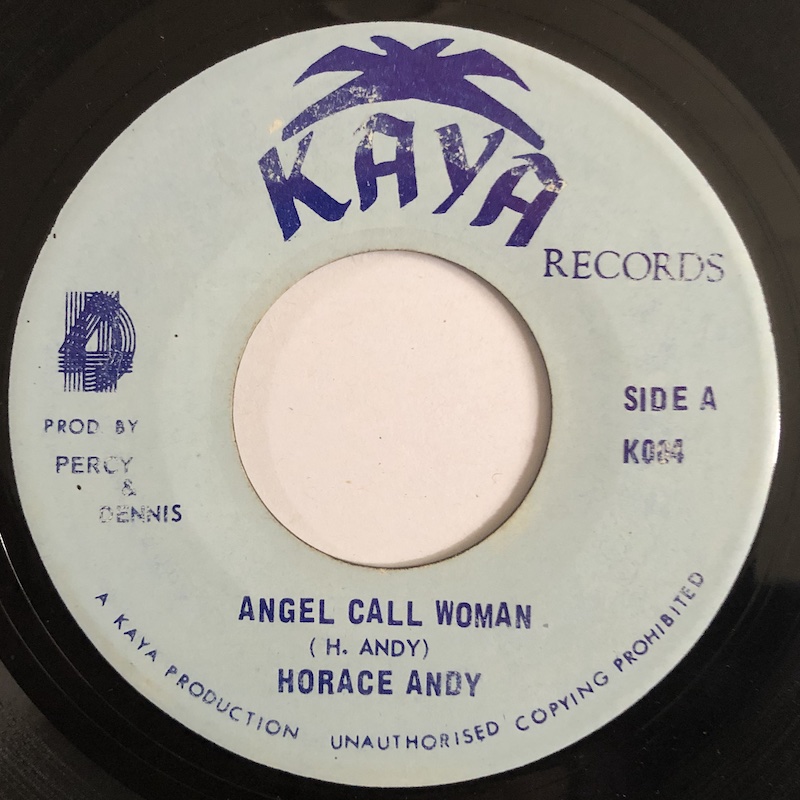 KAYA
RECORDS
4
PROD BY
PERCY
&
DENNIS
SIDE A
K004
ANGEL CALL WOMAN
(H. ANDY)
HORACE ANDY
A KAYA PRODUCTION UNAUTHORISED COPYING PROHIBITED